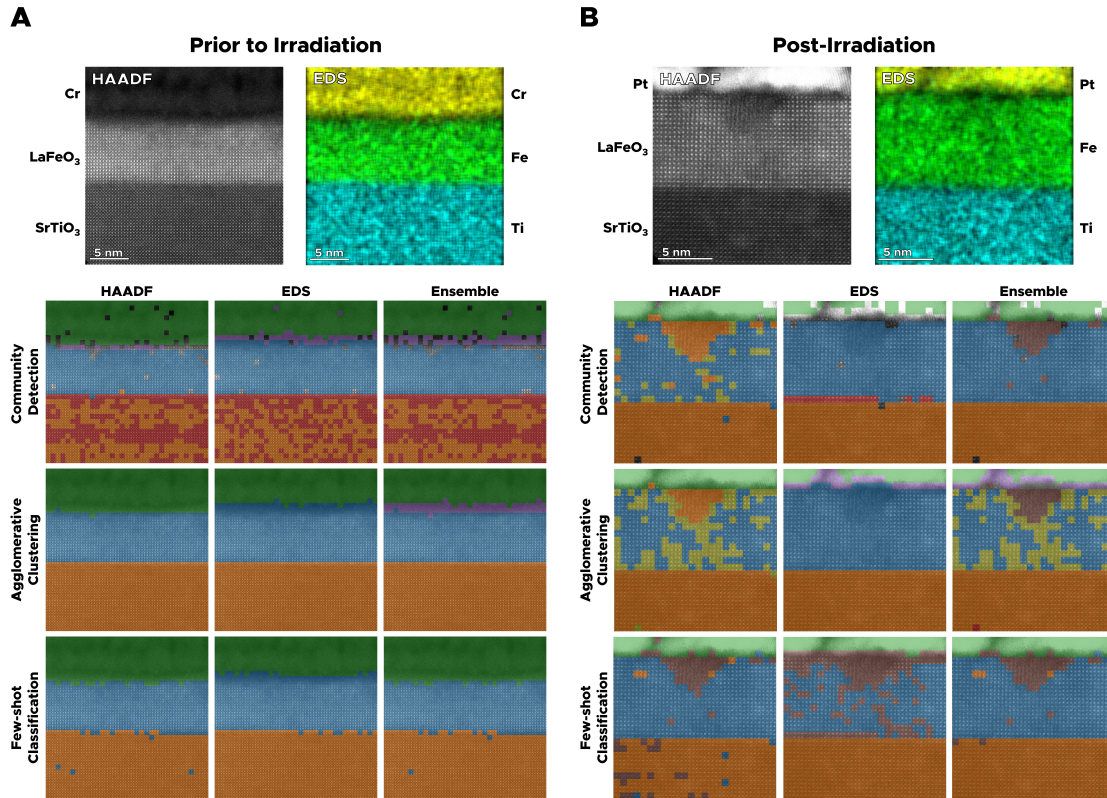 A
Prior to Irradiation
HAADF
EDS
Cr
LaFeO3
SrTiO3
5 nm
5 nm
Cr
Fe
Ti
HAADF
EDS
Ensemble
Community
Detection
Agglomerative
Clustering
Few-shot
Classification
B
Post-Irradiation
HAADF
EDS
Pt
LaFeO3
SrTiO3
5 nm
5 nm
Pt
Fe
Ti
HAADF
EDS
Ensemble
Community
Detection
Agglomerative
Clustering
Few-shot
Classification